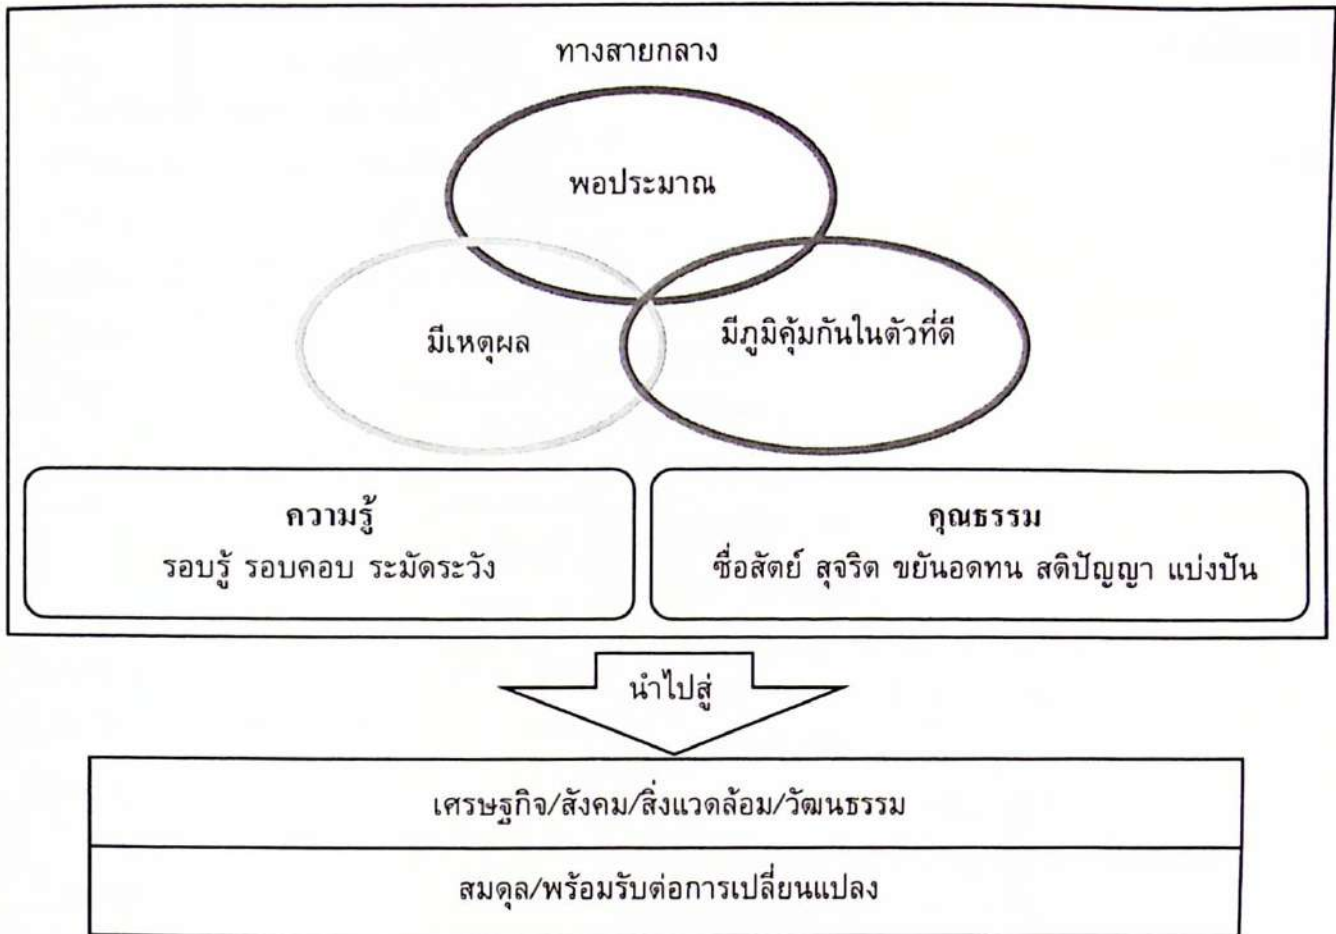 ทางสายกลาง
พอประมาณ
มีเหตุผล
มีภูมิคุ้มกันในตัวที่ดี
ความรู้
รอบรู้ รอบคอบ ระมัดระวัง
คุณธรรม
ซื่อสัตย์ สุจริต ขยันอดทน สติปัญญา แบ่งปัน
นำไปสู่
เศรษฐกิจ/สังคม/สิ่งแวดล้อม/วัฒนธรรม
สมดุล/พร้อมรับต่อการเปลี่ยนแปลง